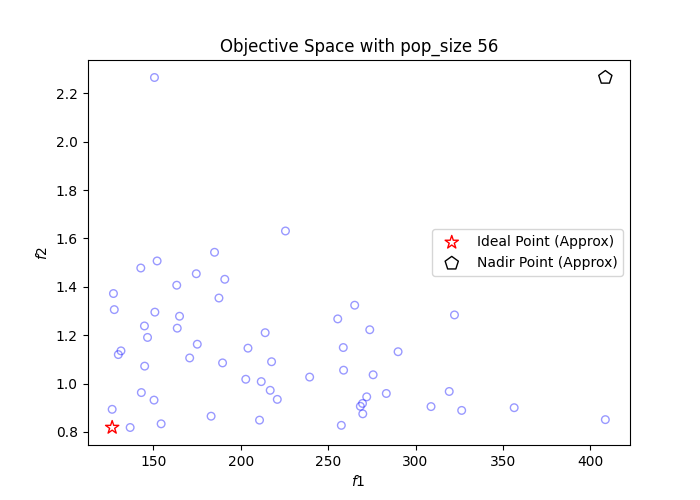 Objective Space with pop_size 56
2.2
2.0
1.8
1.6
1.4
1.2
1.0
0.8
f2
Ideal Point (Approx)
Nadir Point (Approx)
150 200 250 300 350 400
f1